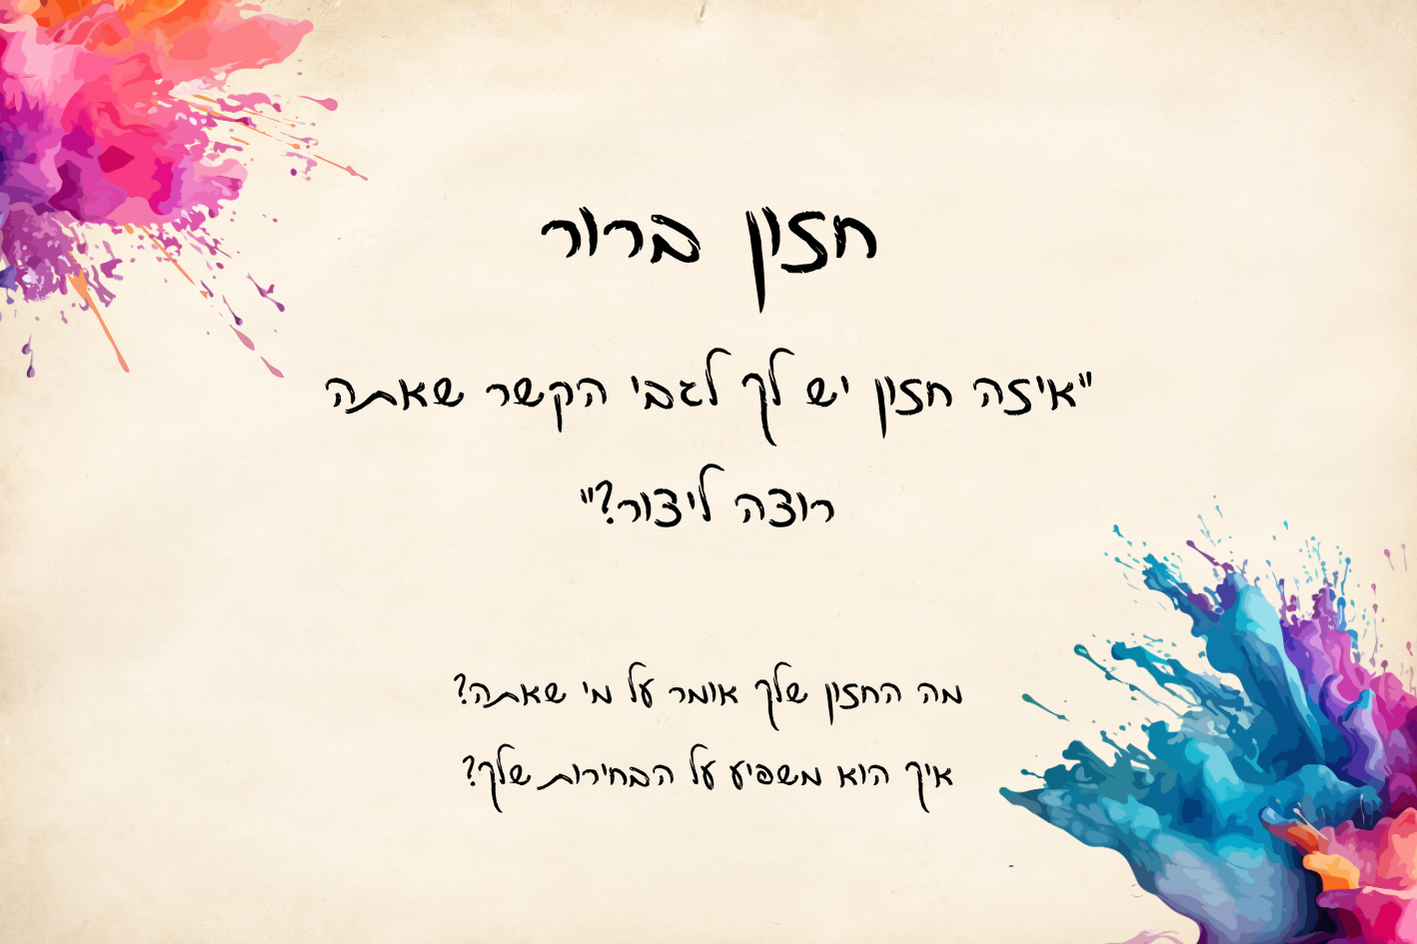 חזון ברור
"איזה חזון יש לך לגבי הקשר שאתה
רוצה ליצור?"
מה החזון שלך אומר על מי שאתה?
איך הוא משפיע על הבחירות שלך?